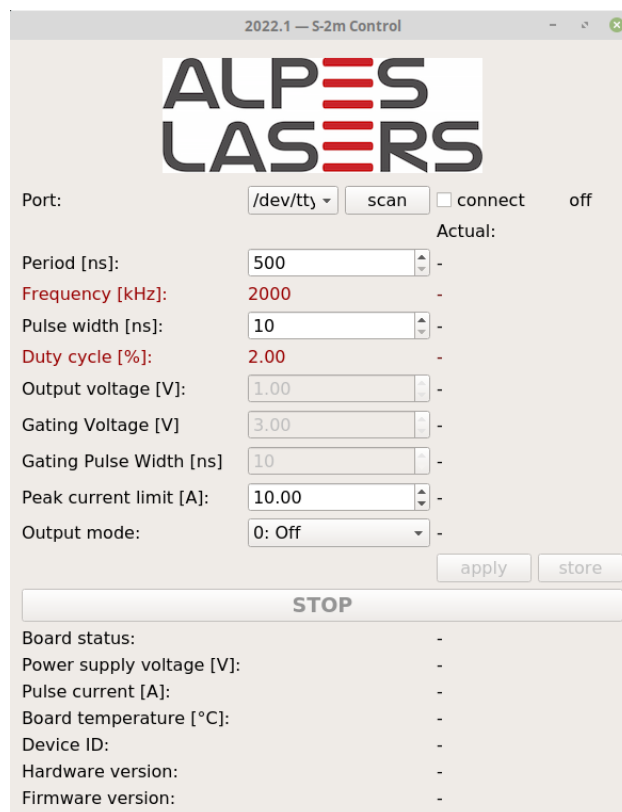 2022.1 — S-2m Control
ALPES
LASERS
Port: /dev/tty scan connect off
Actual:
Period [ns]: 500 -
Frequency [kHz]: 2000 -
Pulse width [ns]: 10 -
Duty cycle [%]: 2.00 -
Output voltage [V]: 1.00 -
Gating Voltage [V] 3.00 -
Gating Pulse Width [ns] 10 -
Peak current limit [A]: 10.00 -
Output mode: 0: Off -
apply store
STOP
Board status: -
Power supply voltage [V]: -
Pulse current [A]: -
Board temperature [°C]: -
Device ID: -
Hardware version: -
Firmware version: -